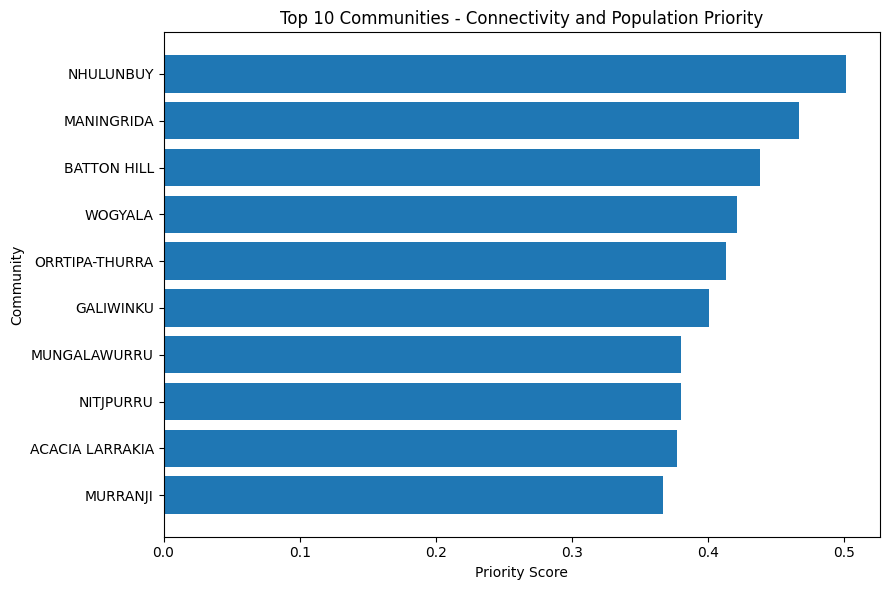 Top 10 Communities - Connectivity and Population Priority
Community
NHULUNBUY
MANINGRIDA
BATTON HILL
WOGYALA
ORRTIPA-THURRA
GALIWINKU
MUNGALAWURRU
NITJPURRU
ACACIA LARRAKIA
MURRANJI
0.0 0.1 0.2 0.3 0.4 0.5
Priority Score